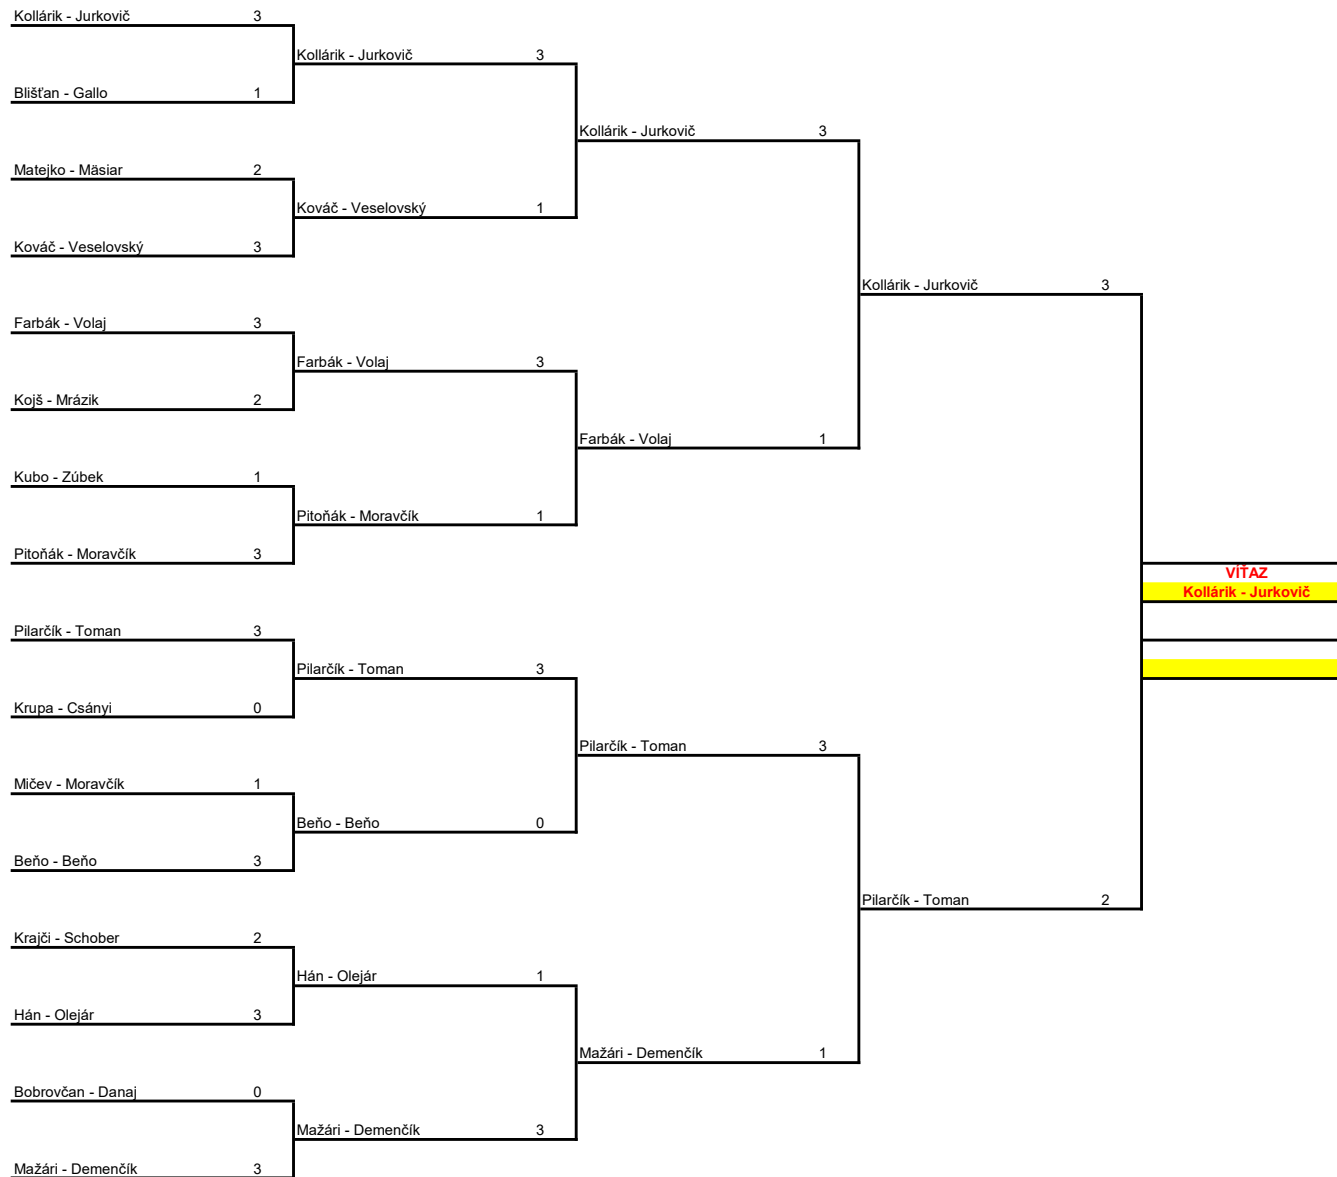 Kollárik - Jurkovič 3
Kollárik - Jurkovič 3
Blišťan - Gallo 1
Kollárik - Jurkovič 3
Matejko - Mäsiar 2
Kováč - Veselovský 1
Kováč - Veselovský 3
Kollárik - Jurkovič 3
Farbák - Volaj 3
Farbák - Volaj 3
Kojš - Mrázik 2
Farbák - Volaj 1
Kubo - Zúbek 1
Pitoňák - Moravčík 1
Pitoňák - Moravčík 3
VÍŤAZ
Kollárik - Jurkovič
Pilarčík - Toman 3
Pilarčík - Toman 3
Krupa - Csányi 0
Pilarčík - Toman 3
Mičev - Moravčík 1
Beňo - Beňo 0
Beňo - Beňo 3
Pilarčík - Toman 2
Krajči - Schober 2
Hán - Olejár 1
Hán - Olejár 3
Mažári - Demenčík 1
Bobrovčan - Danaj 0
Mažári - Demenčík 3
Mažári - Demenčík 3